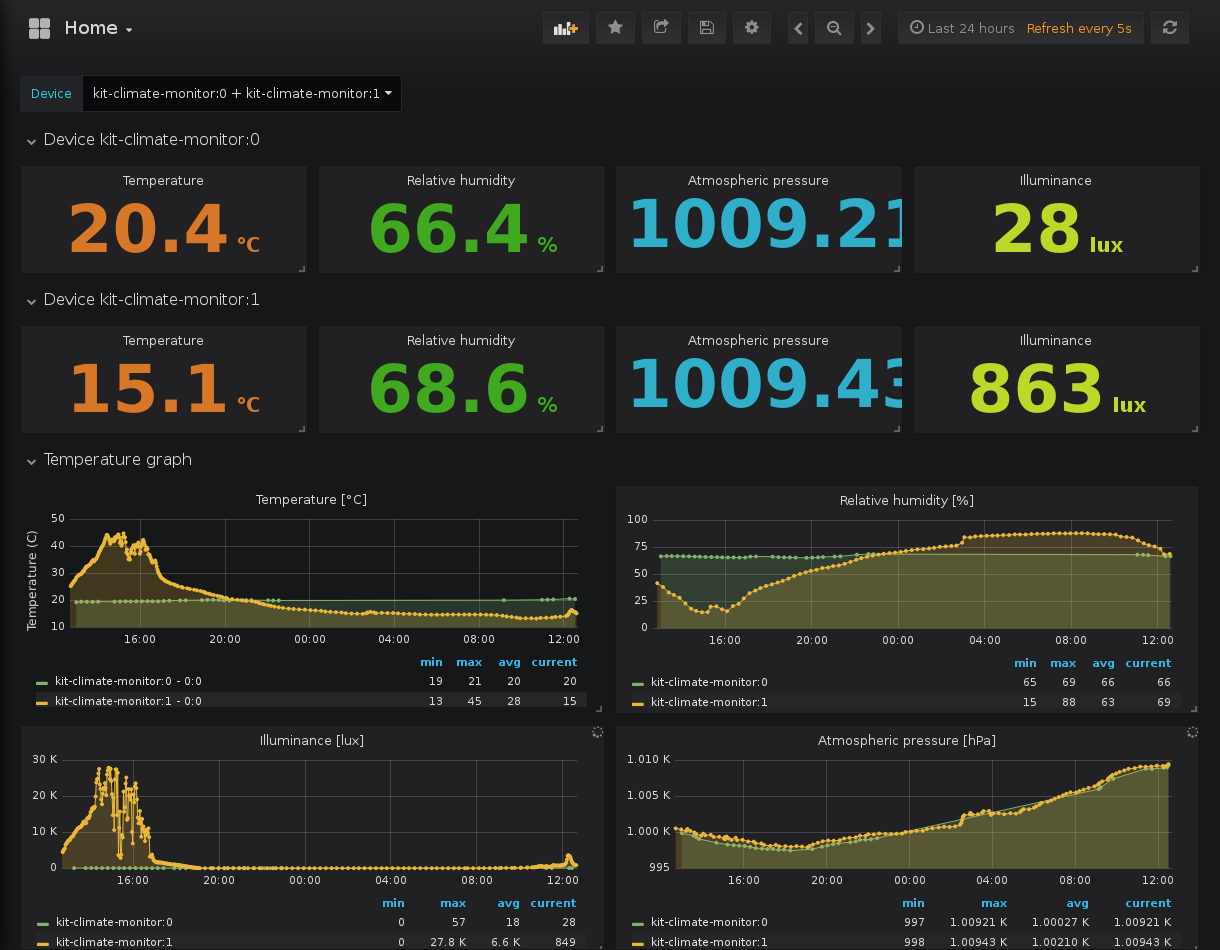 Home
Last 24 hours Refresh every 5s
Device kit-climate-monitor:0 + kit-climate-monitor:1
Device kit-climate-monitor:0
Temperature Relative humidity Atmospheric pressure Illuminance
20.4 °C 66.4 % 1009.21 28 lux
Device kit-climate-monitor:1
Temperature Relative humidity Atmospheric pressure Illuminance
15.1 °C 68.6 % 1009.43 863 lux
Temperature graph
Temperature [°C]
Temperature (C)
50
40
30
20
10
16:00 20:00 00:00 04:00 08:00 12:00
min max avg current
kit-climate-monitor:0 - 0:0 19 21 20 20
kit-climate-monitor:1 - 0:0 13 45 28 15
Relative humidity [%]
100
75
50
25
0
16:00 20:00 00:00 04:00 08:00 12:00
min max avg current
kit-climate-monitor:0 65 69 66 66
kit-climate-monitor:1 15 88 63 69
Illuminance [lux]
30 K
20 K
10 K
0
16:00 20:00 00:00 04:00 08:00 12:00
min max avg current
kit-climate-monitor:0 0 57 18 28
kit-climate-monitor:1 0 27.8 K 6.6 K 849
Atmospheric pressure [hPa]
1.010 K
1.005 K
1.000 K
995
16:00 20:00 00:00 04:00 08:00 12:00
min max avg current
kit-climate-monitor:0 997 1.00921 K 1.00027 K 1.00921 K
kit-climate-monitor:1 998 1.00943 K 1.00210 K 1.00943 K